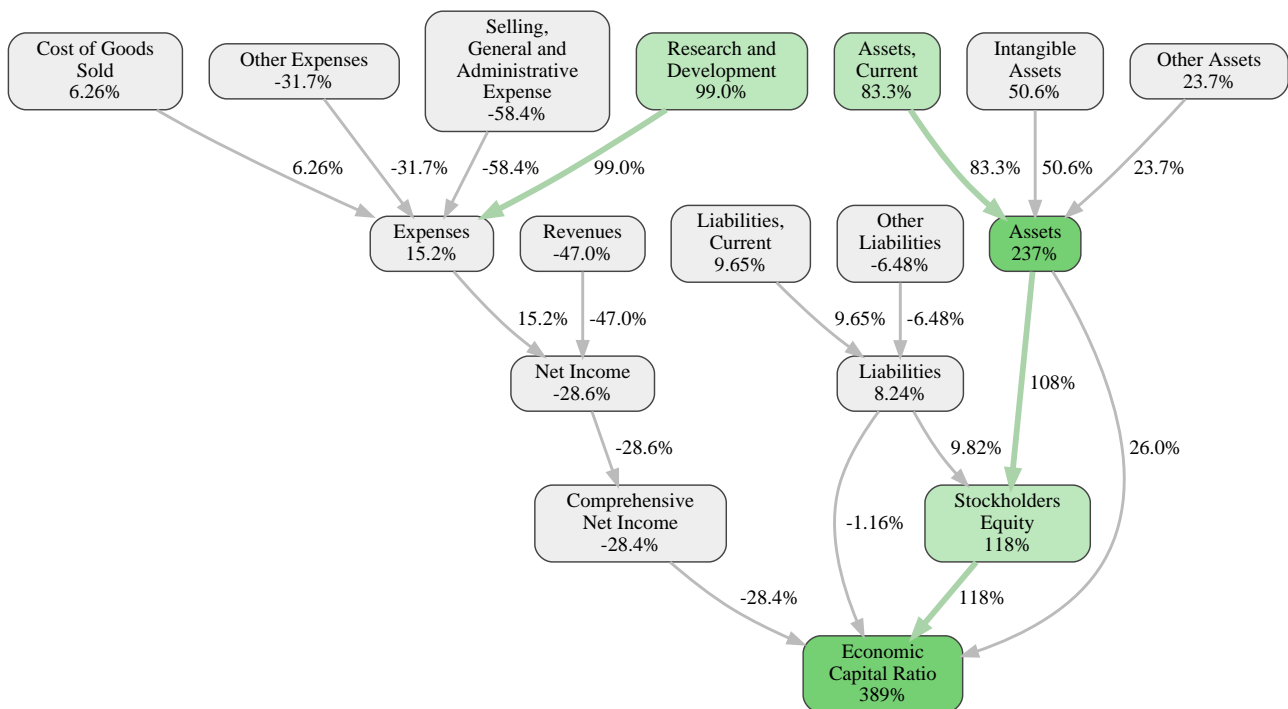 Cost of Goods
Sold
6.26%
Other Expenses
-31.7%
Selling,
General and
Administrative
Expense
-58.4%
Research and
Development
99.0%
Assets,
Current
83.3%
Intangible
Assets
50.6%
Other Assets
23.7%
6.26%
-31.7%
-58.4%
99.0%
83.3%
50.6%
23.7%
Expenses
15.2%
Revenues
-47.0%
Liabilities,
Current
9.65%
Other
Liabilities
-6.48%
Assets
237%
15.2%
-47.0%
9.65%
-6.48%
Net Income
-28.6%
Liabilities
8.24%
108%
-28.6%
9.82%
26.0%
Comprehensive
Net Income
-28.4%
-1.16%
Stockholders
Equity
118%
-28.4%
118%
Economic
Capital Ratio
389%